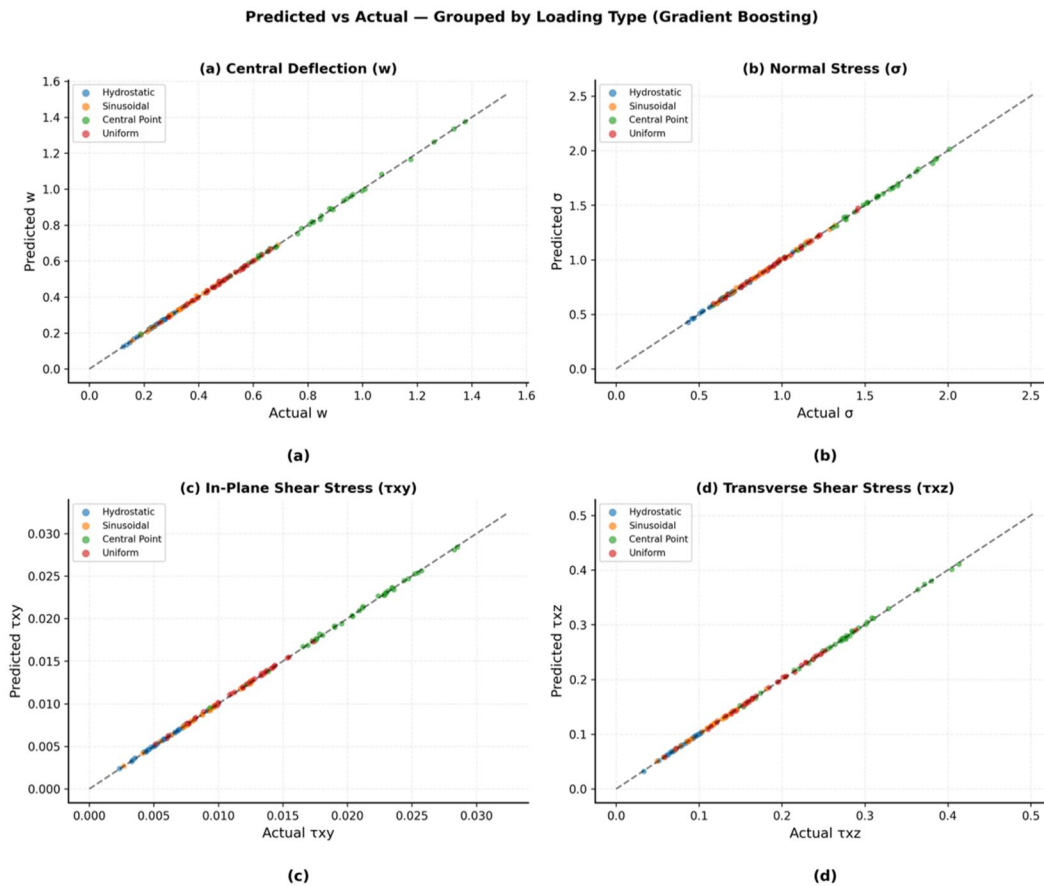 Predicted vs Actual — Grouped by Loading Type (Gradient Boosting)
(a) Central Deflection (w)
Hydrostatic
Sinusoidal
Central Point
Uniform
1.6
1.4
1.2
1.0
0.8
0.6
0.4
0.2
0.0
Predicted w
0.0 0.2 0.4 0.6 0.8 1.0 1.2 1.4 1.6
Actual w
(a)
(b) Normal Stress (σ)
Hydrostatic
Sinusoidal
Central Point
Uniform
2.5
2.0
1.5
1.0
0.5
0.0
Predicted σ
0.0 0.5 1.0 1.5 2.0 2.5
Actual σ
(b)
(c) In-Plane Shear Stress (τxy)
Hydrostatic
Sinusoidal
Central Point
Uniform
0.030
0.025
0.020
0.015
0.010
0.005
0.000
Predicted τxy
0.000 0.005 0.010 0.015 0.020 0.025 0.030
Actual τxy
(c)
(d) Transverse Shear Stress (τxz)
Hydrostatic
Sinusoidal
Central Point
Uniform
0.5
0.4
0.3
0.2
0.1
0.0
Predicted τxz
0.0 0.1 0.2 0.3 0.4 0.5
Actual τxz
(d)